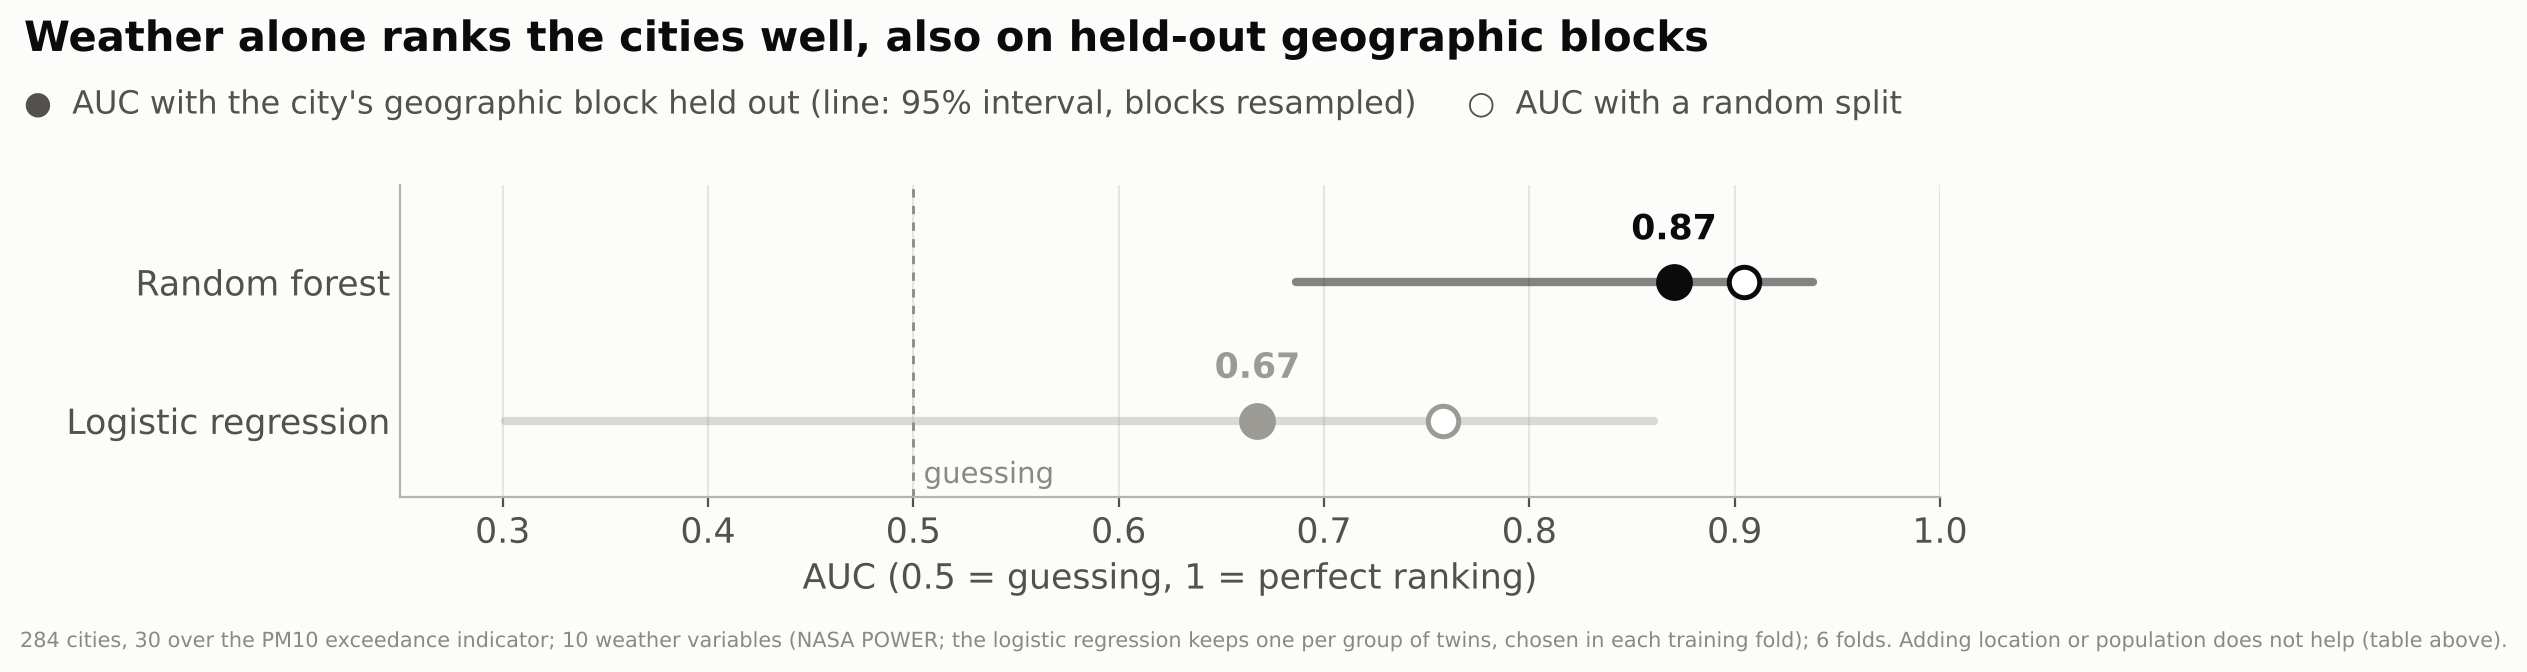 Weather alone ranks the cities well, also on held-out geographic blocks
AUC with the city's geographic block held out (line: 95% interval, blocks resampled)
AUC with a random split
0.87
Random forest
0.67
Logistic regression
guessing
0.3 0.4 0.5 0.6 0.7 0.8 0.9 1.0
AUC (0.5 = guessing, 1 = perfect ranking)
284 cities, 30 over the PM10 exceedance indicator; 10 weather variables (NASA POWER; the logistic regression keeps one per group of twins, chosen in each training fold); 6 folds. Adding location or population does not help (table above).